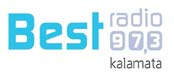 Best radio
97,3
kalamata